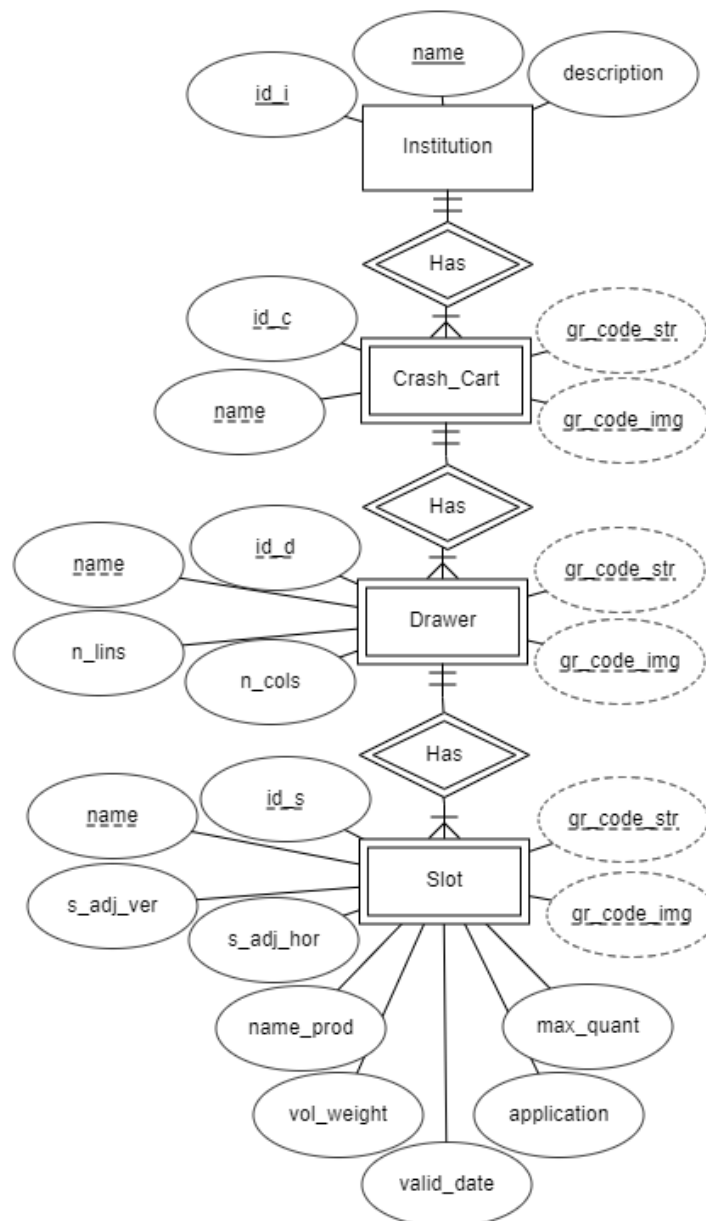 name
id_i
description
Institution
Has
id_c
gr_code_str
Crash_Cart
name
gr_code_img
Has
id_d
name
gr_code_str
Drawer
n_lins
gr_code_img
n_cols
Has
id_s
name
gr_code_str
Slot
s_adj_ver
gr_code_img
s_adj_hor
name_prod
max_quant
vol_weight
application
valid_date